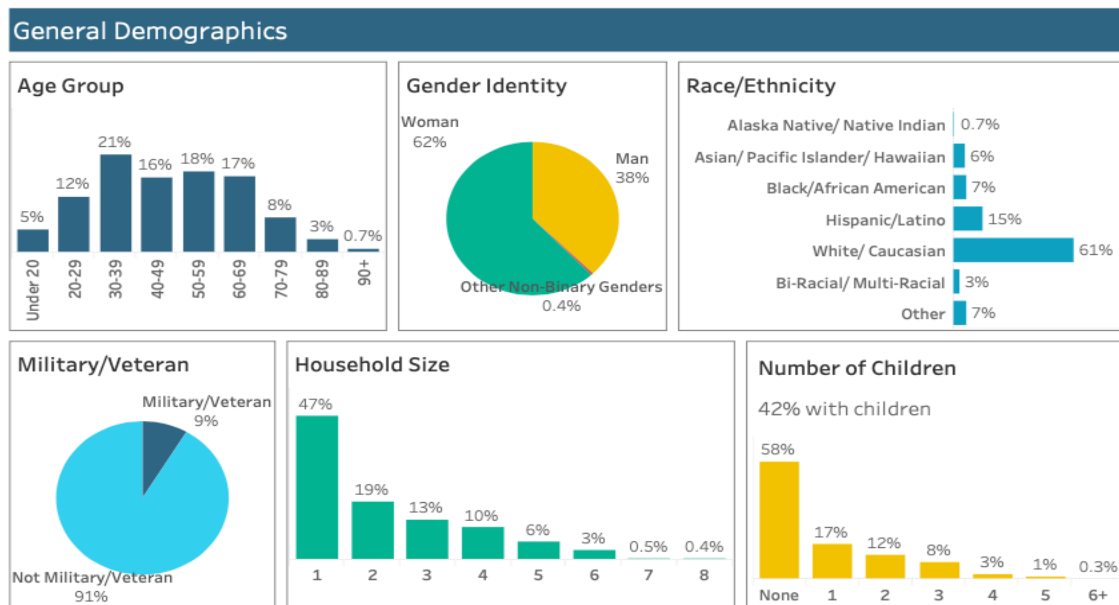 General Demographics
Age Group
5%
12%
21%
16%
18%
17%
8%
3%
0.7%
Under 20
20-29
30-39
40-49
50-59
60-69
70-79
80-89
90+
Gender Identity
Woman
62%
Man
38%
Other Non-Binary Genders
0.4%
Race/Ethnicity
Alaska Native/ Native Indian 0.7%
Asian/ Pacific Islander/ Hawaiian 6%
Black/African American 7%
Hispanic/Latino 15%
White/ Caucasian 61%
Bi-Racial/ Multi-Racial 3%
Other 7%
Military/Veteran
Military/Veteran
9%
Not Military/Veteran
91%
Household Size
47%
19%
13%
10%
6%
3%
0.5%
0.4%
1 2 3 4 5 6 7 8
Number of Children
42% with children
58%
17%
12%
8%
3%
1%
0.3%
None 1 2 3 4 5 6+